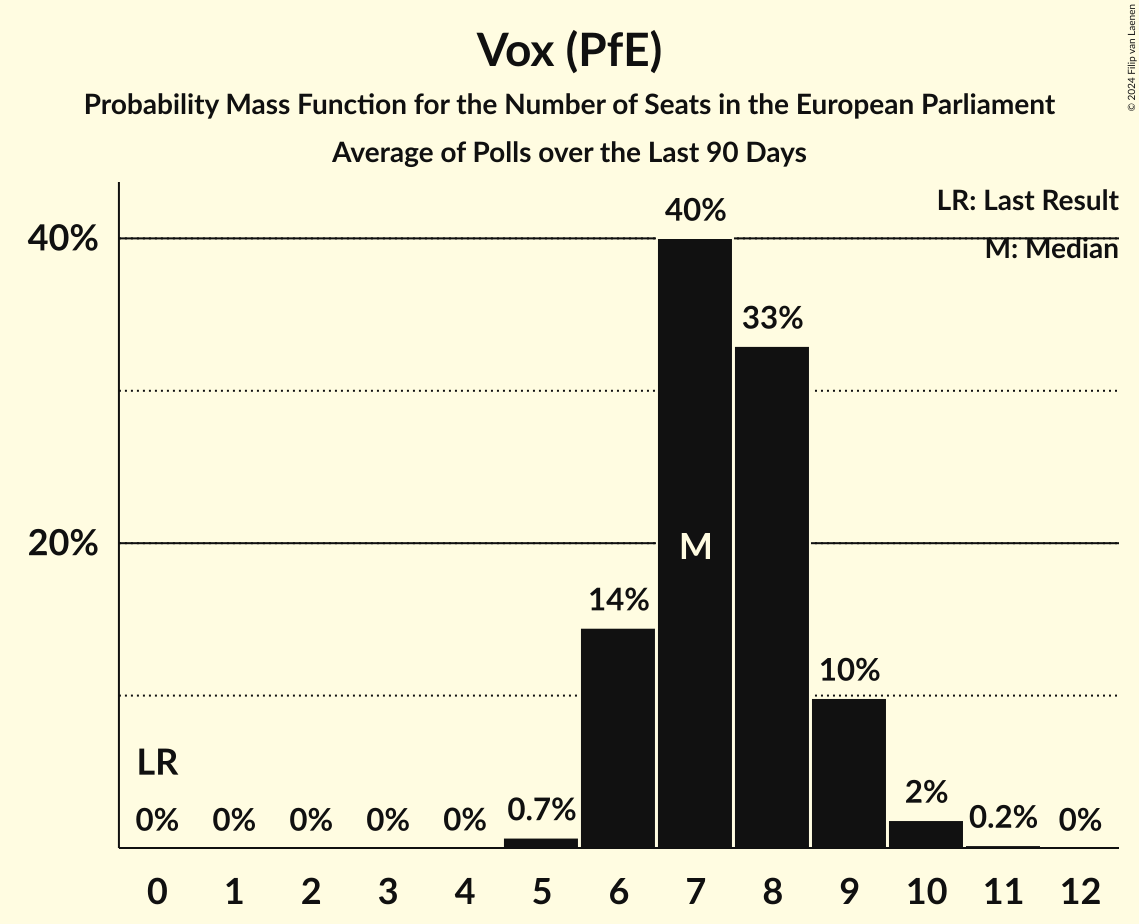 Vox (PfE)
Probability Mass Function for the Number of Seats in the European Parliament
Average of Polls over the Last 90 Days
© 2024 Filip van Laenen
LR: Last Result
M: Median
40%
20%
40%
33%
M
14%
10%
LR
2%
0%
0%
0%
0%
0%
0.7%
0.2%
0%
0 1 2 3 4 5 6 7 8 9 10 11 12